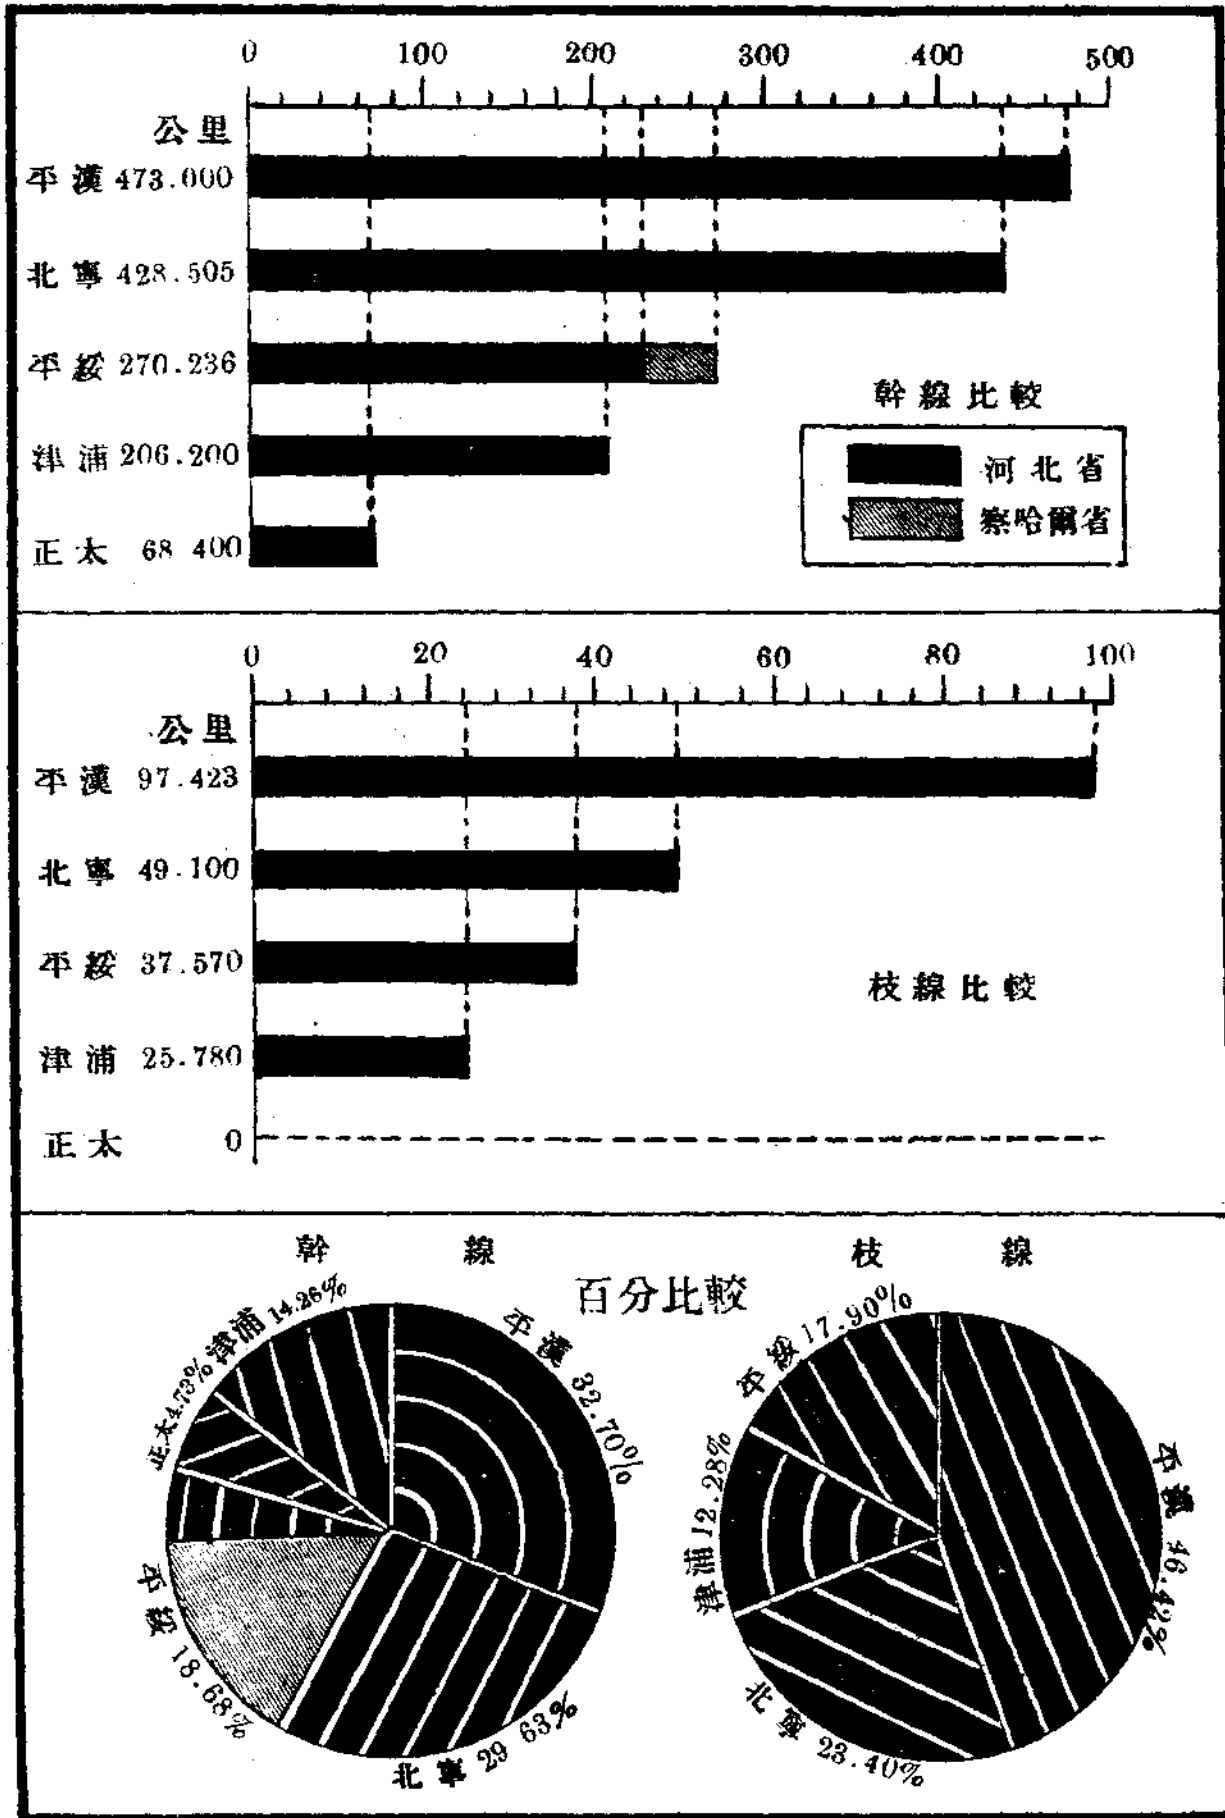 0 100 200 300 400 500
公里
平漢 473.000
北寧 428.505
平綏 270.236
津浦 206.200
正太 68 400
幹線比較
河北省
察哈爾省
0 20 40 60 80 100
公里
平漢 97.423
北寧 49.100
平綏 37.570
津浦 25.780
正太 0
枝線比較
百分比較
幹線
平漢 32.70%
北寧 29 63%
平綏 18.68%
正太 4.73%
津浦 14.26%
枝線
平漢 46.42%
北寧 23.40%
津浦 12.28%
平綏 17.90%